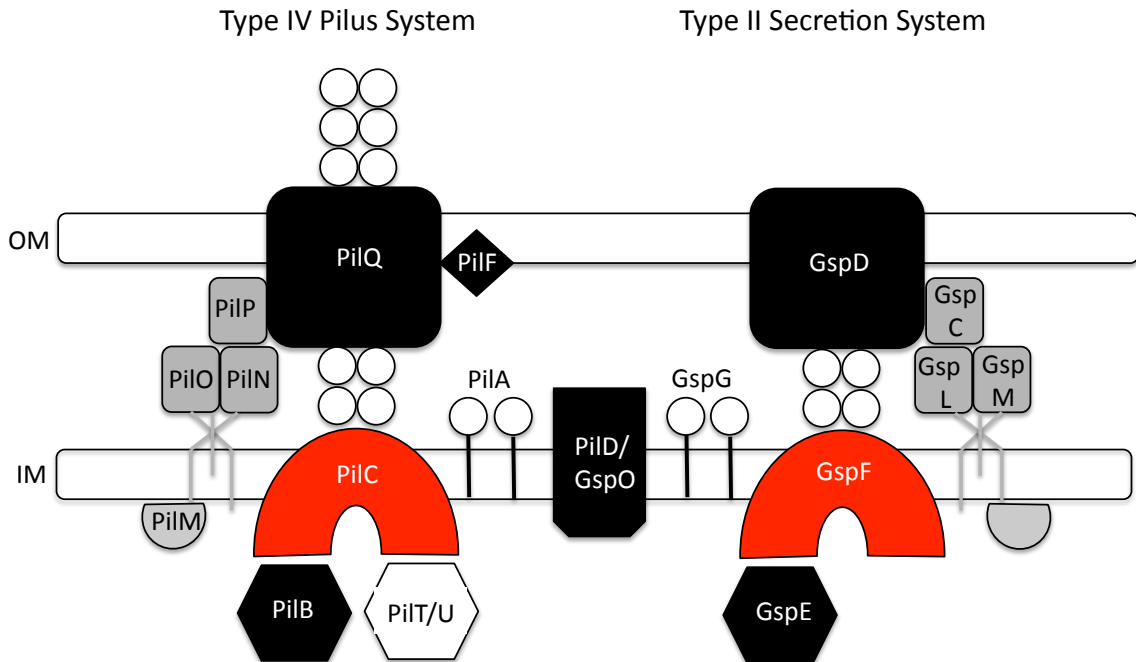 Type IV Pilus System
Type II Secretion System
OM
PilQ
PilF
GspD
PilP
Gsp
C
PilO
PilN
PilA
GspG
Gsp
L
Gsp
M
IM
PilC
PilD/
GspO
GspF
PilM
PilB
PilT/U
GspE